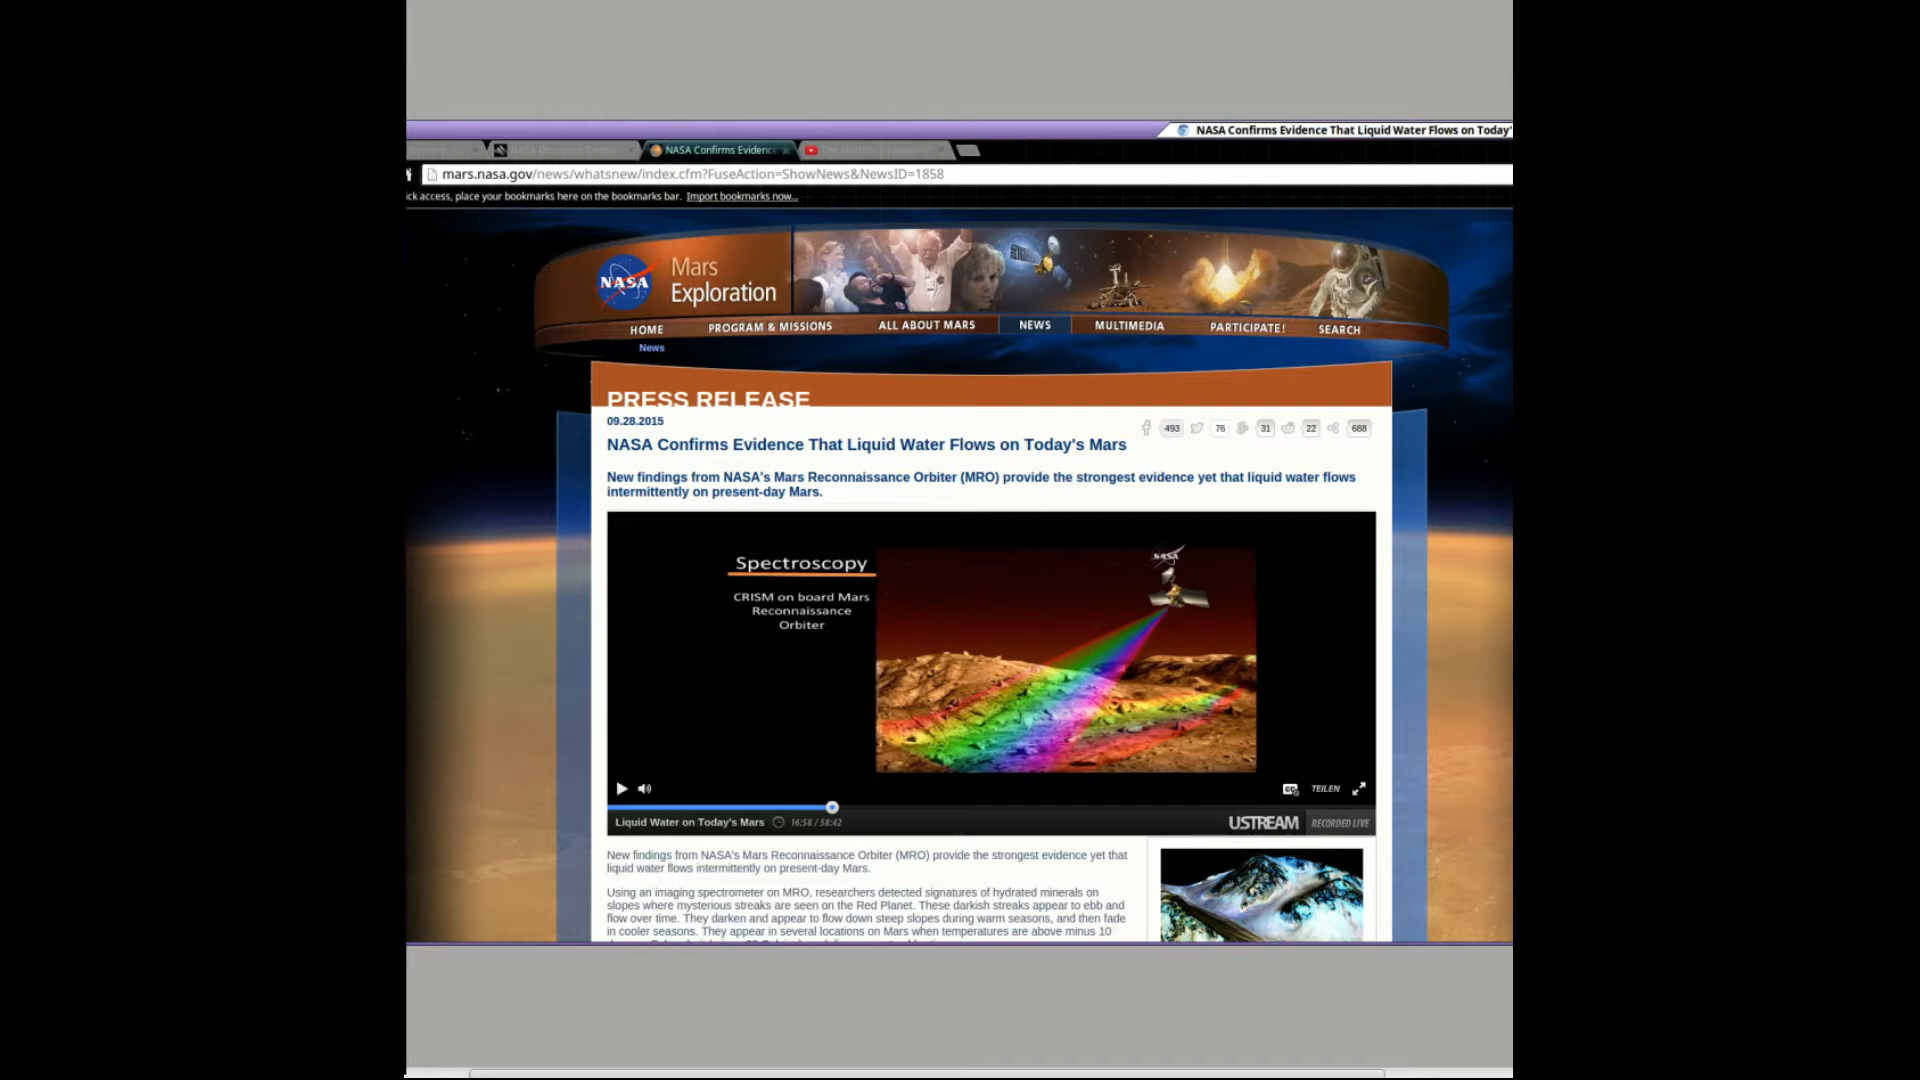 NASA Confirms Evidence That Liquid Water Flows on Today'
NASA Confirms Evidenc
mars.nasa.gov/news/whatsnew/index.cfm?FuseAction=ShowNews&NewsID=1858
ick access, place your bookmarks here on the bookmarks bar. Import bookmarks now...
NASA
Mars
Exploration
HOME PROGRAM & MISSIONS ALL ABOUT MARS NEWS MULTIMEDIA PARTICIPATE! SEARCH
News
PRESS RELEASE
09.28.2015
493 76 31 22 688
NASA Confirms Evidence That Liquid Water Flows on Today's Mars
New findings from NASA's Mars Reconnaissance Orbiter (MRO) provide the strongest evidence yet that liquid water flows
intermittently on present-day Mars.
NASA
Spectroscopy
CRISM on board Mars
Reconnaissance
Orbiter
CC TEILEN
Liquid Water on Today's Mars 16:58 / 58:42
USTREAM RECORDED LIVE
New findings from NASA's Mars Reconnaissance Orbiter (MRO) provide the strongest evidence yet that
liquid water flows intermittently on present-day Mars.
Using an imaging spectrometer on MRO, researchers detected signatures of hydrated minerals on
slopes where mysterious streaks are seen on the Red Planet. These darkish streaks appear to ebb and
flow over time. They darken and appear to flow down steep slopes during warm seasons, and then fade
in cooler seasons. They appear in several locations on Mars when temperatures are above minus 10